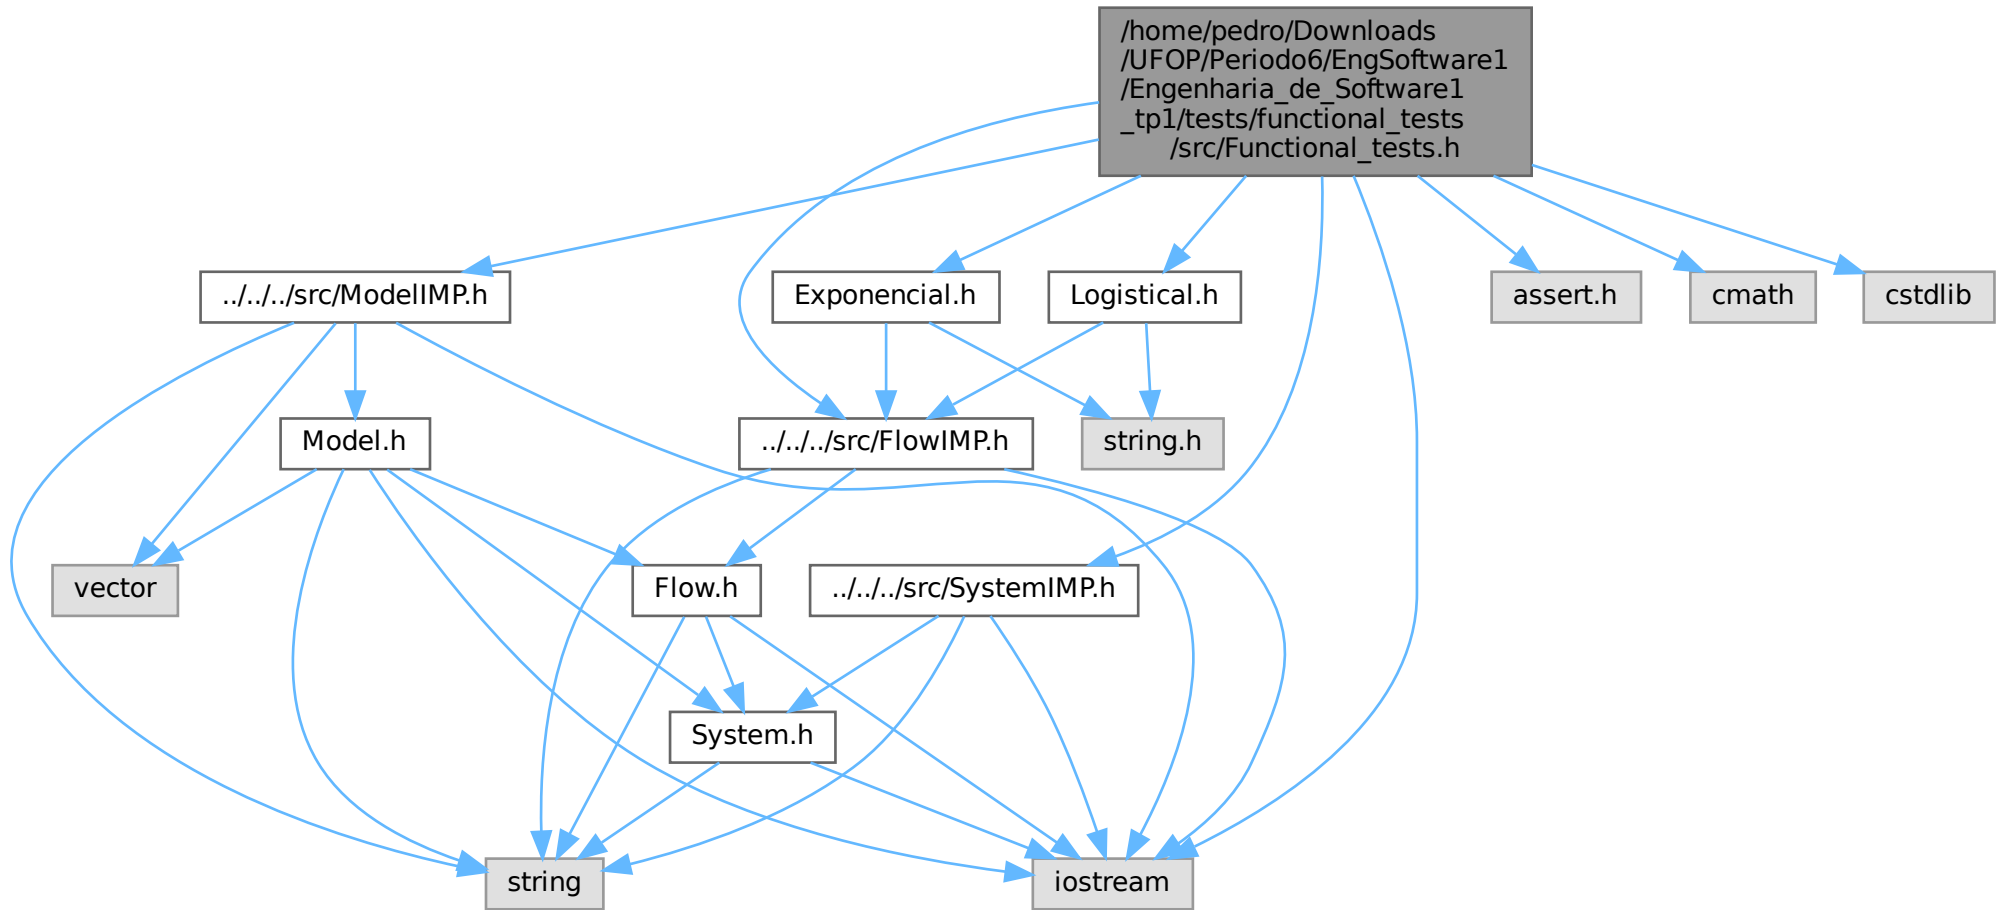 /home/pedro/Downloads
/UFOP/Periodo6/EngSoftware1
/Engenharia_de_Software1
_tp1/tests/functional_tests
/src/Functional_tests.h
../../../src/ModelIMP.h
Exponencial.h
Logistical.h
assert.h
cmath
cstdlib
Model.h
../../../src/FlowIMP.h
string.h
vector
Flow.h
../../../src/SystemIMP.h
System.h
string
iostream